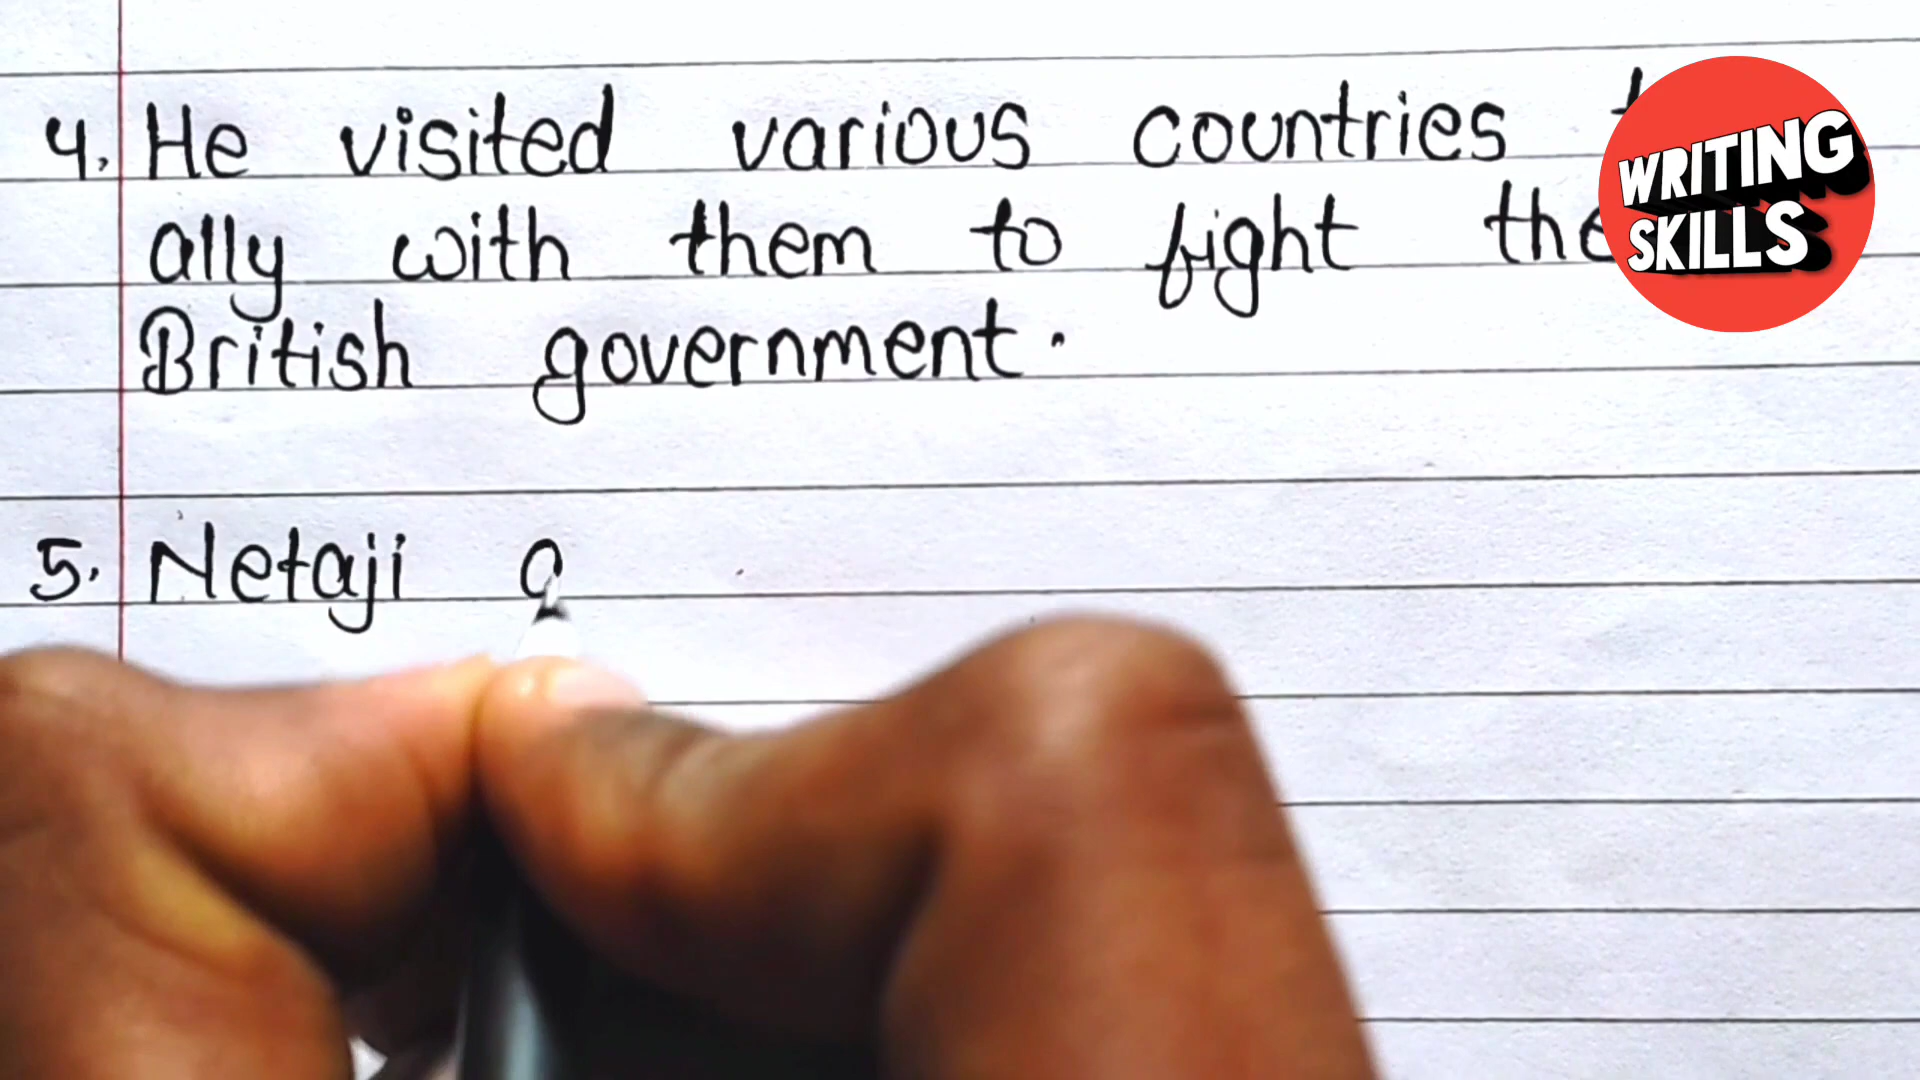 4. He visited various countries
ally with them to fight the
British government.
5. Netaji
WRITING
SKILLS